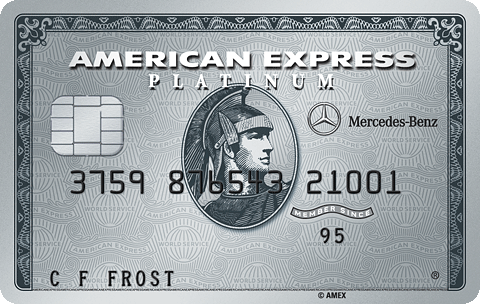 AMERICAN EXPRESS
PLATINUM
Mercedes-Benz
3759 876543 21001
MEMBER SINCE
95
C F FROST
®
© AMEX